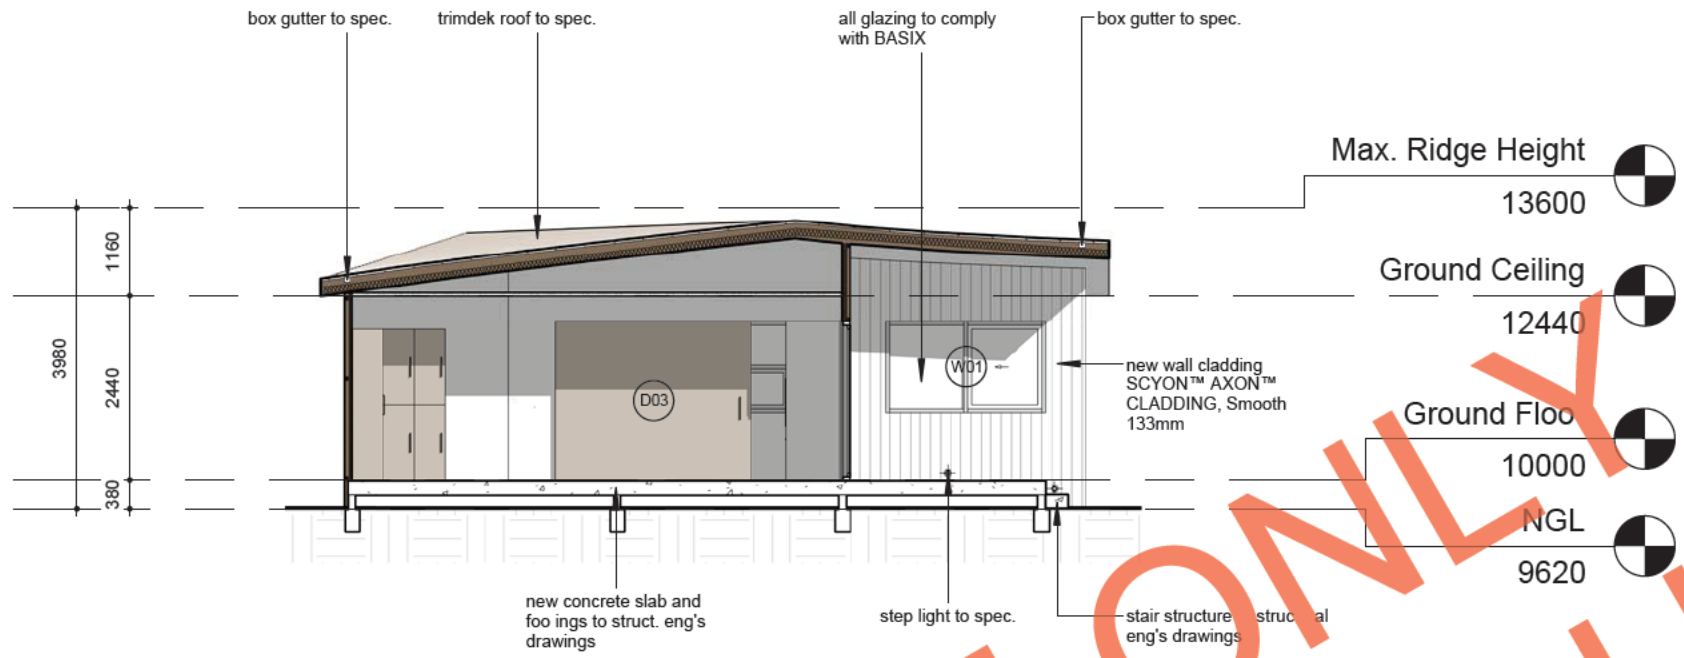 box gutter to spec.
trimdek roof to spec.
all glazing to comply
with BASIX
box gutter to spec.
Max. Ridge Height
13600
Ground Ceiling
12440
Ground Floo
10000
NGL
9620
1160
2440
380
3980
D03
W01
new wall cladding
SCYON™ AXON™
CLADDING, Smooth
133mm
new concrete slab and
foo ings to struct. eng's
drawings
step light to spec.
stair structure struc al
eng's drawings
ONLY